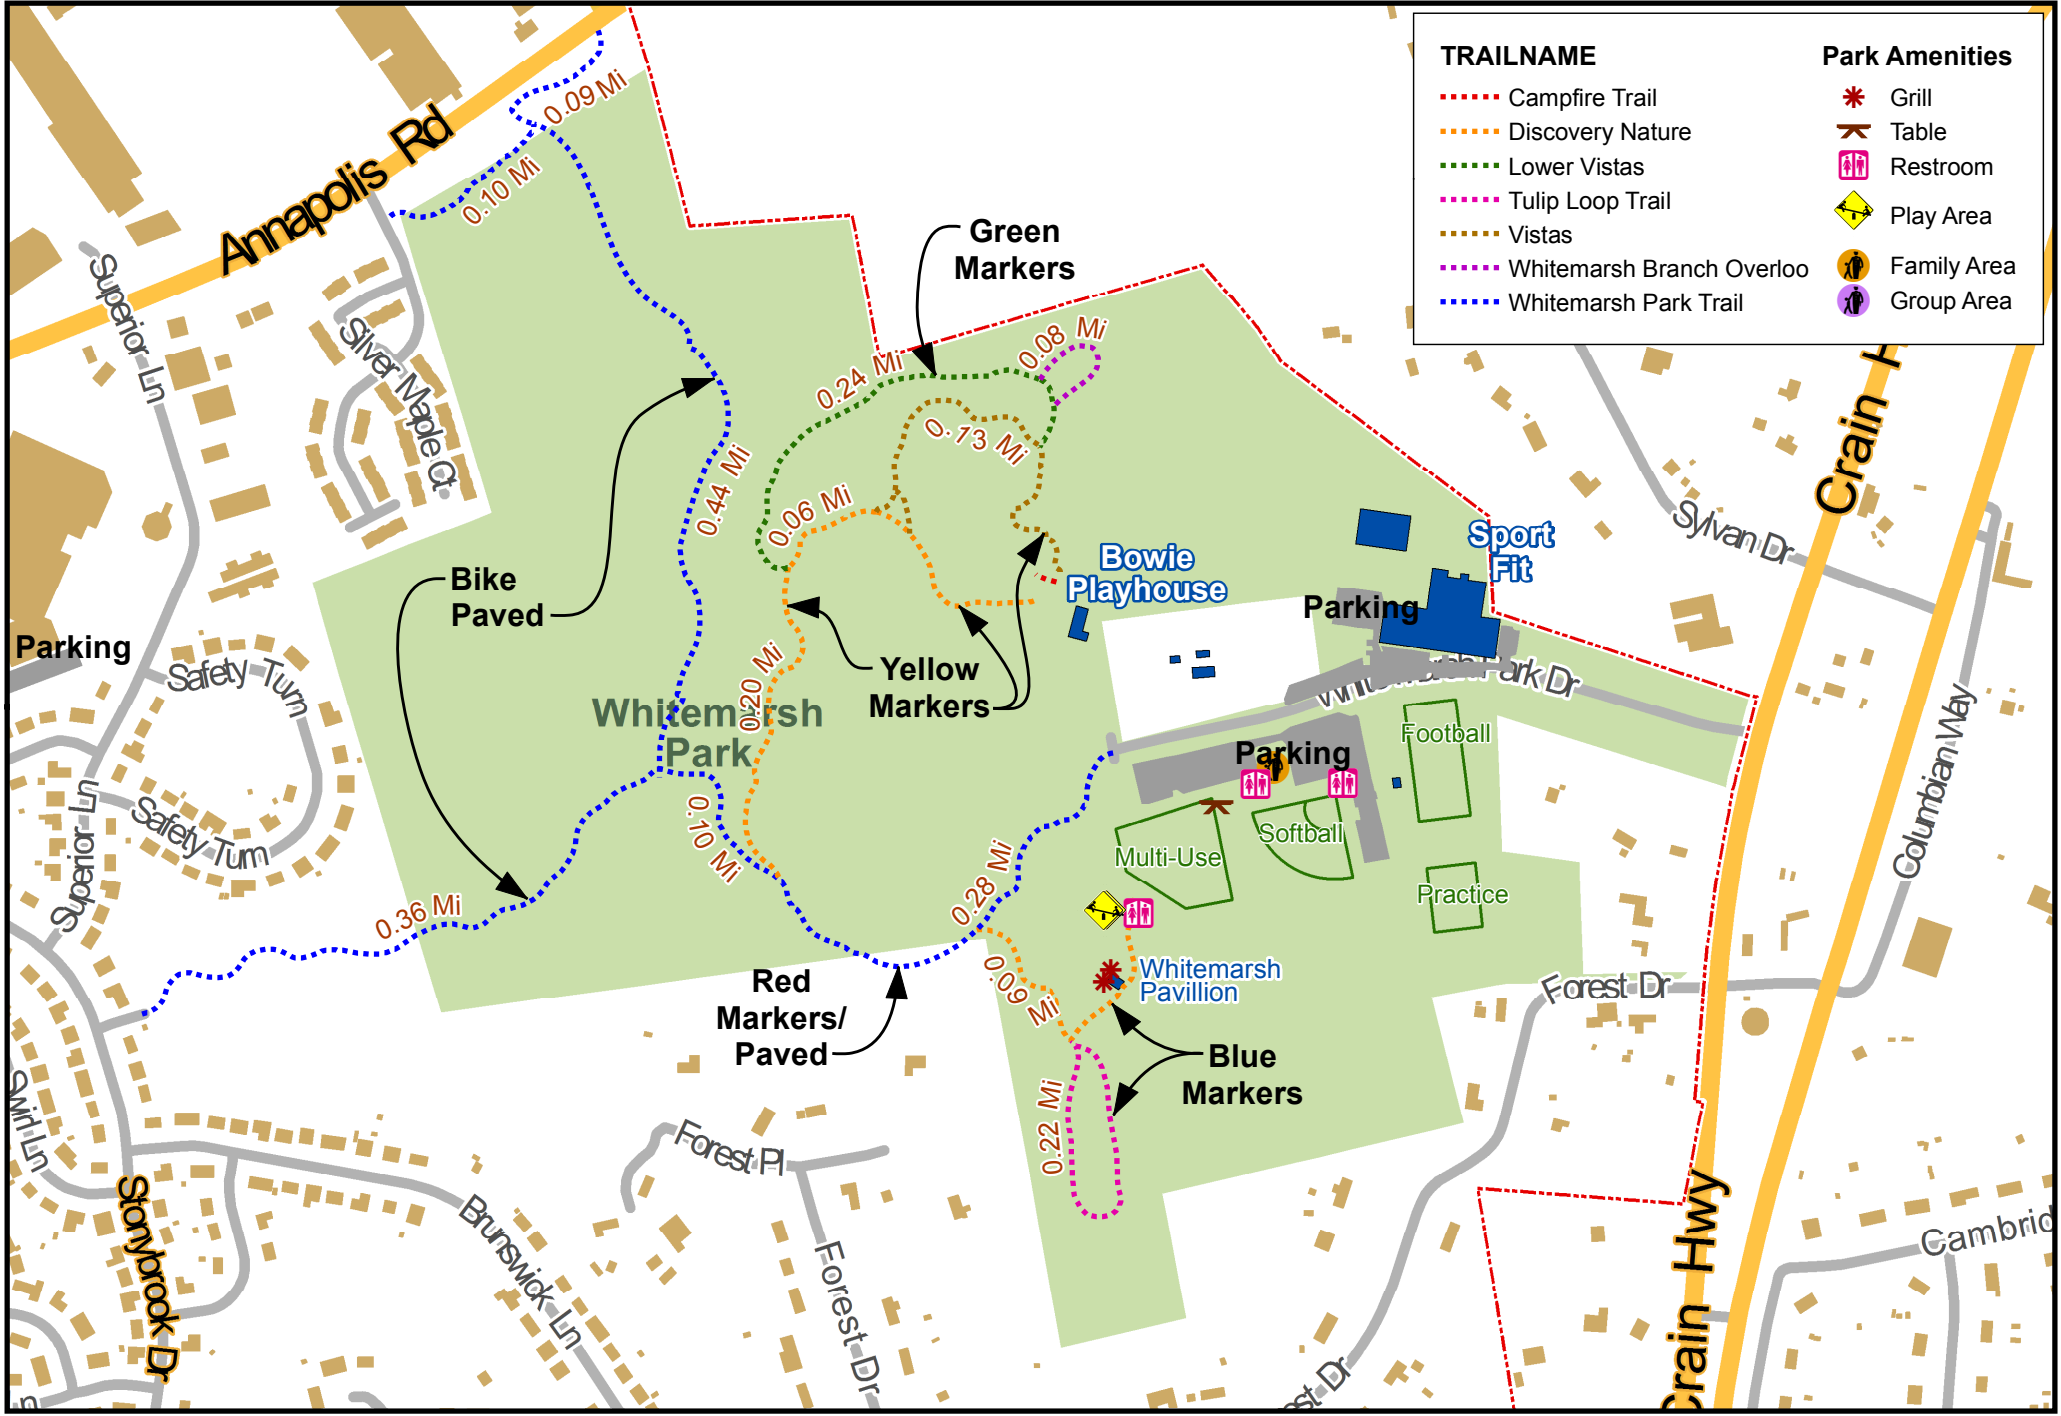 TRAILNAME
Campfire Trail
Discovery Nature
Lower Vistas
Tulip Loop Trail
Vistas
Whitemarsh Branch Overloo
Whitemarsh Park Trail
Park Amenities
Grill
Table
Restroom
Play Area
Family Area
Group Area
0.09 Mi
0.10 Mi
Annapolis Rd
Superior Ln
Silver Maple Ct
Green
Markers
0.08 Mi
0.24 Mi
0.13 Mi
0.44 Mi
0.06 Mi
Crain H
Sylvan Dr
Sport
Fit
Bowie
Playhouse
Bike
Paved
Parking
Parking
Safety Turn
Yellow
Markers
0.20 Mi
Whitemarsh
Park
Park Dr
Football
Parking
Columbian Way
Safety Turn
Superior Ln
0.10 Mi
Softball
Multi-Use
0.28 Mi
Practice
0.36 Mi
Red
Markers/
Paved
0.09 Mi
Whitemarsh
Pavillion
Forest Dr
Blue
Markers
0.22 Mi
Swirl Ln
Forest Pl
Stonybrook Dr
Brunswick Ln
Forest Dr
Crain Hwy
Cambrid
est Dr
n